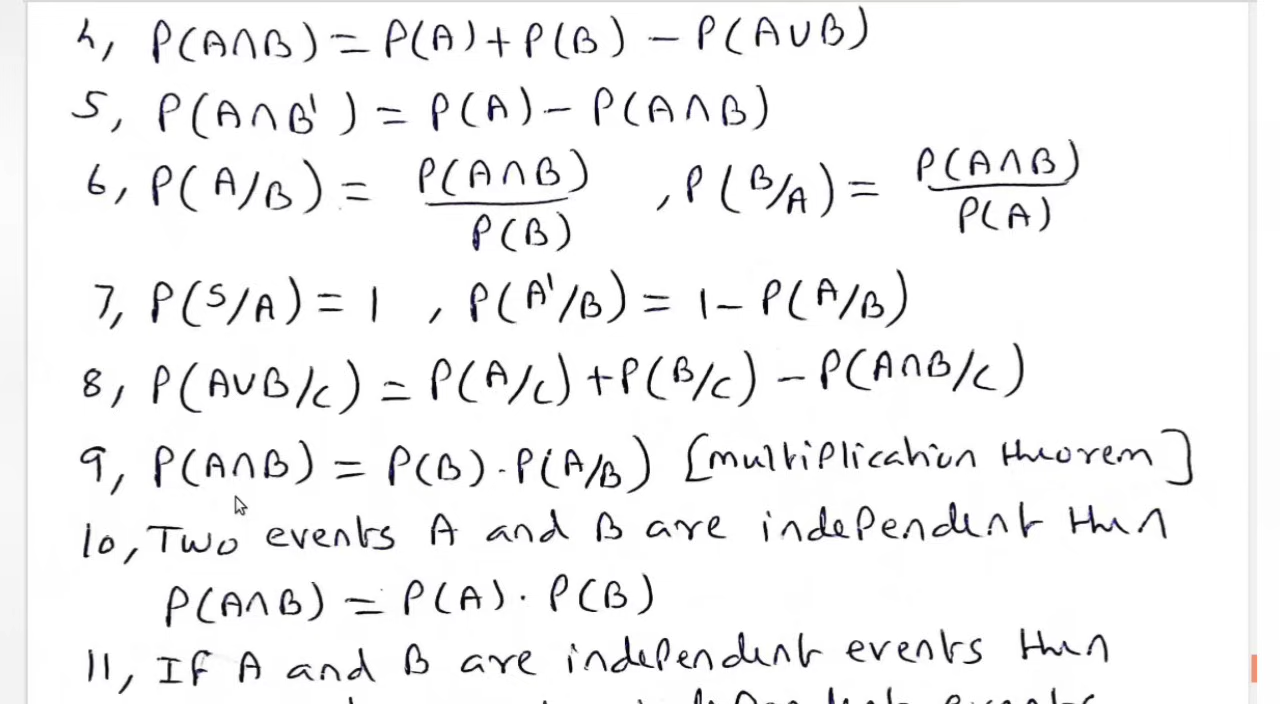 4, P(A∩B) = P(A) + P(B) - P(A∪B)
5, P(A∩B') = P(A) - P(A∩B)
6, P(A/B) = P(A∩B)/P(B) , P(B/A) = P(A∩B)/P(A)
7, P(S/A) = 1 , P(A'/B) = 1 - P(A/B)
8, P(A∪B/C) = P(A/C) + P(B/C) - P(A∩B/C)
9, P(A∩B) = P(B) . P(A/B) [multiplication theorem]
10, Two events A and B are independent then
P(A∩B) = P(A) . P(B)
11, If A and B are independent events then